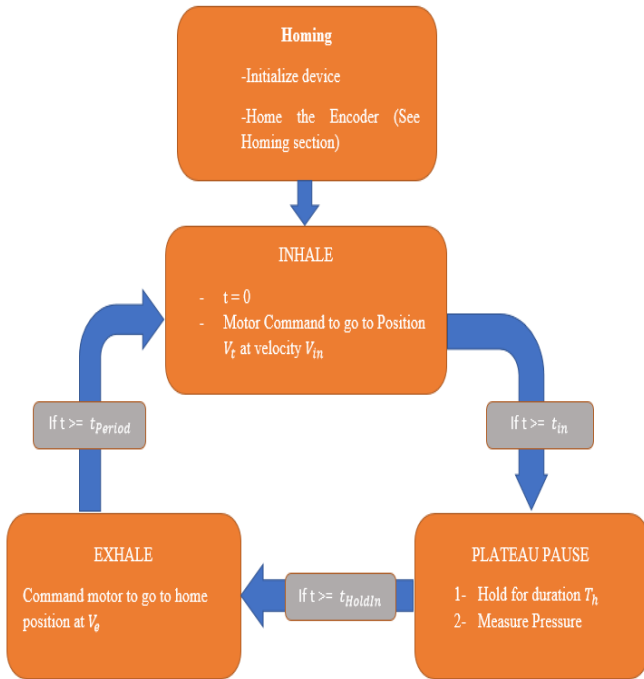 Homing
-Initialize device
-Home the Encoder (See
Homing section)
INHALE
- t = 0
- Motor Command to go to Position
V_t at velocity V_in
If t >= t_Period
If t >= t_in
EXHALE
Command motor to go to home
position at V_e
If t >= t_HoldIn
PLATEAU PAUSE
1- Hold for duration T_h
2- Measure Pressure